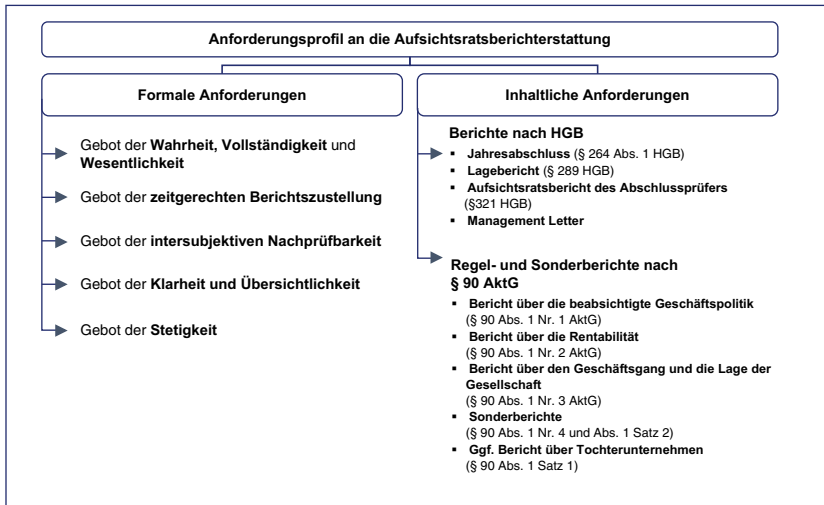 Anforderungsprofil an die Aufsichtsratsberichterstattung
Formale Anforderungen
Gebot der Wahrheit, Vollständigkeit und
Wesentlichkeit
Gebot der zeitgerechten Berichtszustellung
Gebot der intersubjektiven Nachprüfbarkeit
Gebot der Klarheit und Übersichtlichkeit
Gebot der Stetigkeit
Inhaltliche Anforderungen
Berichte nach HGB
▪ Jahresabschluss (§ 264 Abs. 1 HGB)
▪ Lagebericht (§ 289 HGB)
▪ Aufsichtsratsbericht des Abschlussprüfers
(§321 HGB)
▪ Management Letter
Regel- und Sonderberichte nach
§ 90 AktG
▪ Bericht über die beabsichtigte Geschäftspolitik
(§ 90 Abs. 1 Nr. 1 AktG)
▪ Bericht über die Rentabilität
(§ 90 Abs. 1 Nr. 2 AktG)
▪ Bericht über den Geschäftsgang und die Lage der
Gesellschaft
(§ 90 Abs. 1 Nr. 3 AktG)
▪ Sonderberichte
(§ 90 Abs. 1 Nr. 4 und Abs. 1 Satz 2)
▪ Ggf. Bericht über Tochterunternehmen
(§ 90 Abs. 1 Satz 1)